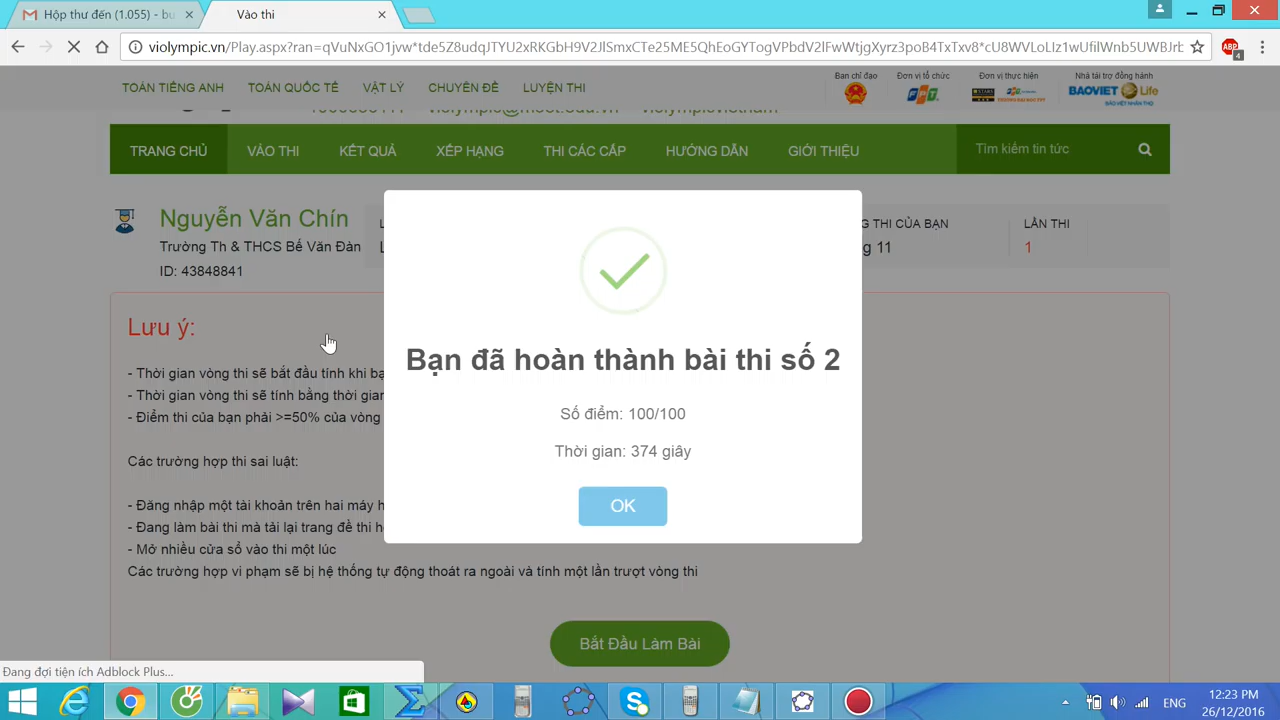 Hộp thư đến (1.055) - bu
Vào thi
violympic.vn/Play.aspx?ran=
TOÁN TIẾNG ANH
TOÁN QUỐC TẾ
VẬT LÝ
CHUYÊN ĐỀ
LUYỆN THI
Ban chỉ đạo
Đơn vị tổ chức
Đơn vị thực hiện
Nhà tài trợ đồng hành
FPT
BAOVIET Life
TRANG CHỦ
VÀO THI
KẾT QUẢ
XẾP HẠNG
THI CÁC CẤP
HƯỚNG DẪN
GIỚI THIỆU
Tìm kiếm tin tức
Nguyễn Văn Chín
Trường Th & THCS Bế Văn Đàn
ID: 43848841
THI CỦA BẠN
11
LẦN THI
1
Lưu ý:
- Thời gian vòng thi sẽ bắt đầu tính khi
- Thời gian vòng thi sẽ tính bằng thời gian
- Điểm thi của bạn phải >=50% của vòng
Các trường hợp thi sai luật:
- Đăng nhập một tài khoản trên hai máy
- Đang làm bài thi mà tải lại trang đề thi
- Mở nhiều cửa sổ vào thi một lúc
Các trường hợp vi phạm sẽ bị hệ thống tự động thoát ra ngoài và tính một lần trượt vòng thi
Bạn đã hoàn thành bài thi số 2
Số điểm: 100/100
Thời gian: 374 giây
OK
Bắt Đầu Làm Bài
Đang đợi tiện ích Adblock Plus...
ABP
4
ENG
12:23 PM
26/12/2016